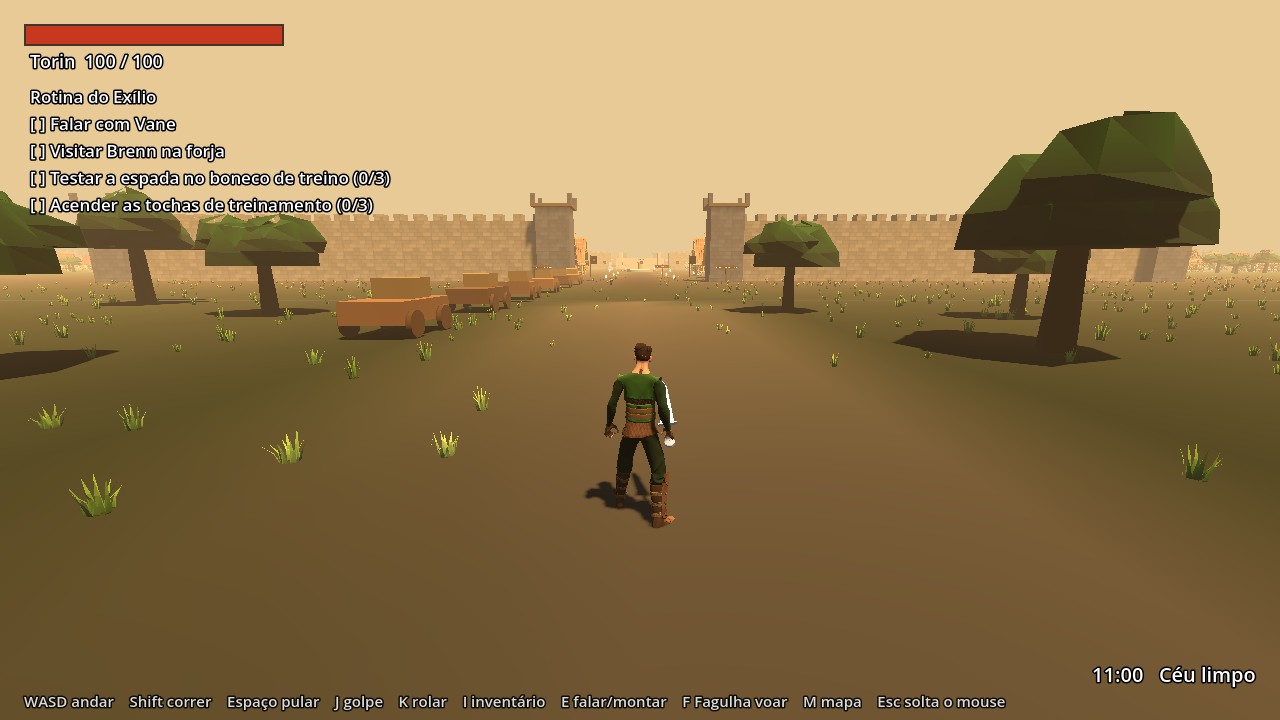 Torin 100 / 100
Rotina do Exílio
[ ] Falar com Vane
[ ] Visitar Brenn na forja
[ ] Testar a espada no boneco de treino (0/3)
[ ] Acender as tochas de treinamento (0/3)
11:00 Céu limpo
WASD andar Shift correr Espaço pular J golpe K rolar I inventário E falar/montar F Fagulha voar M mapa Esc solta o mouse